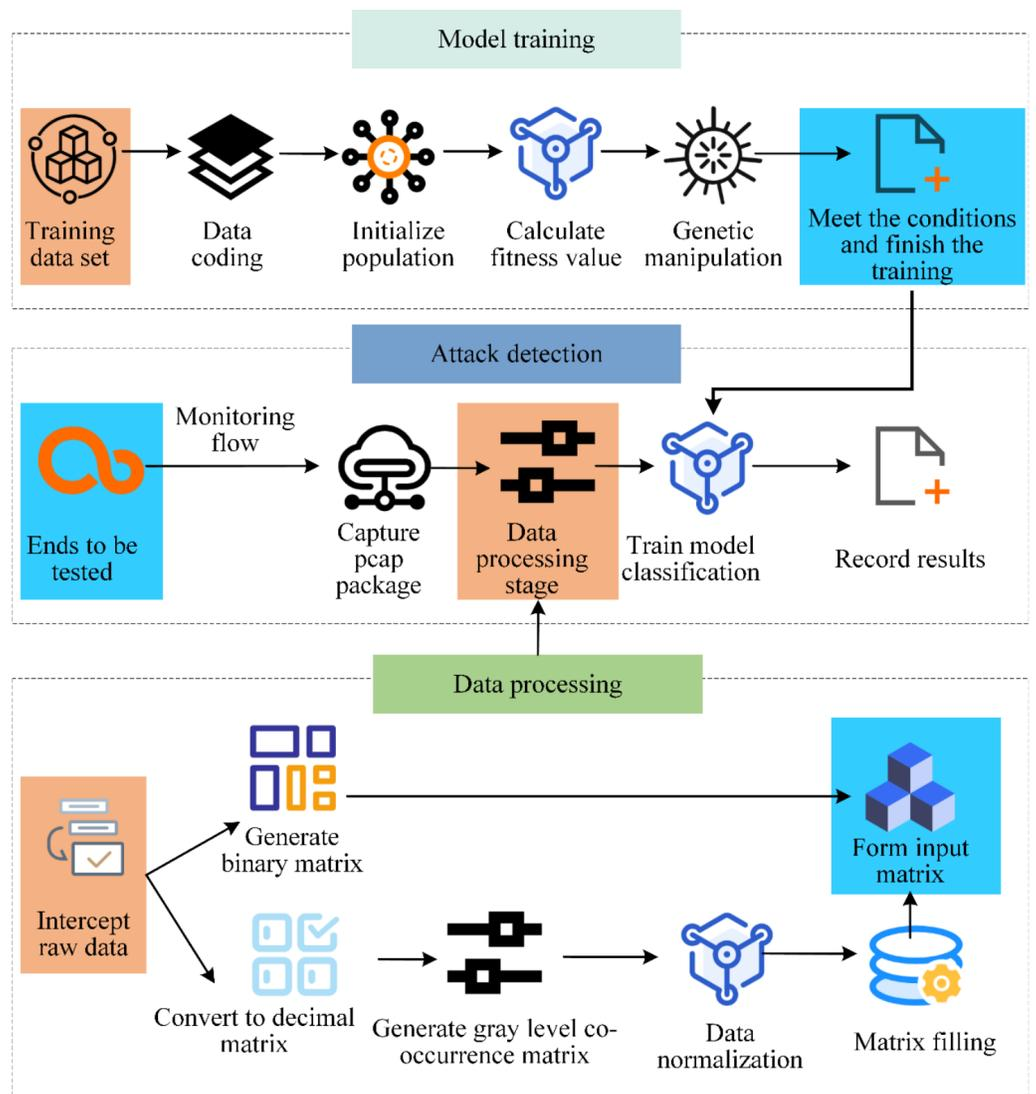 Model training
Training
data set
Data
coding
Initialize
population
Calculate
fitness value
Genetic
manipulation
Meet the conditions
and finish the
training
Attack detection
Ends to be
tested
Monitoring
flow
Capture
pcap
package
Data
processing
stage
Train model
classification
Record results
Data processing
Intercept
raw data
Generate
binary matrix
Form input
matrix
Convert to decimal
matrix
Generate gray level co-
occurrence matrix
Data
normalization
Matrix filling